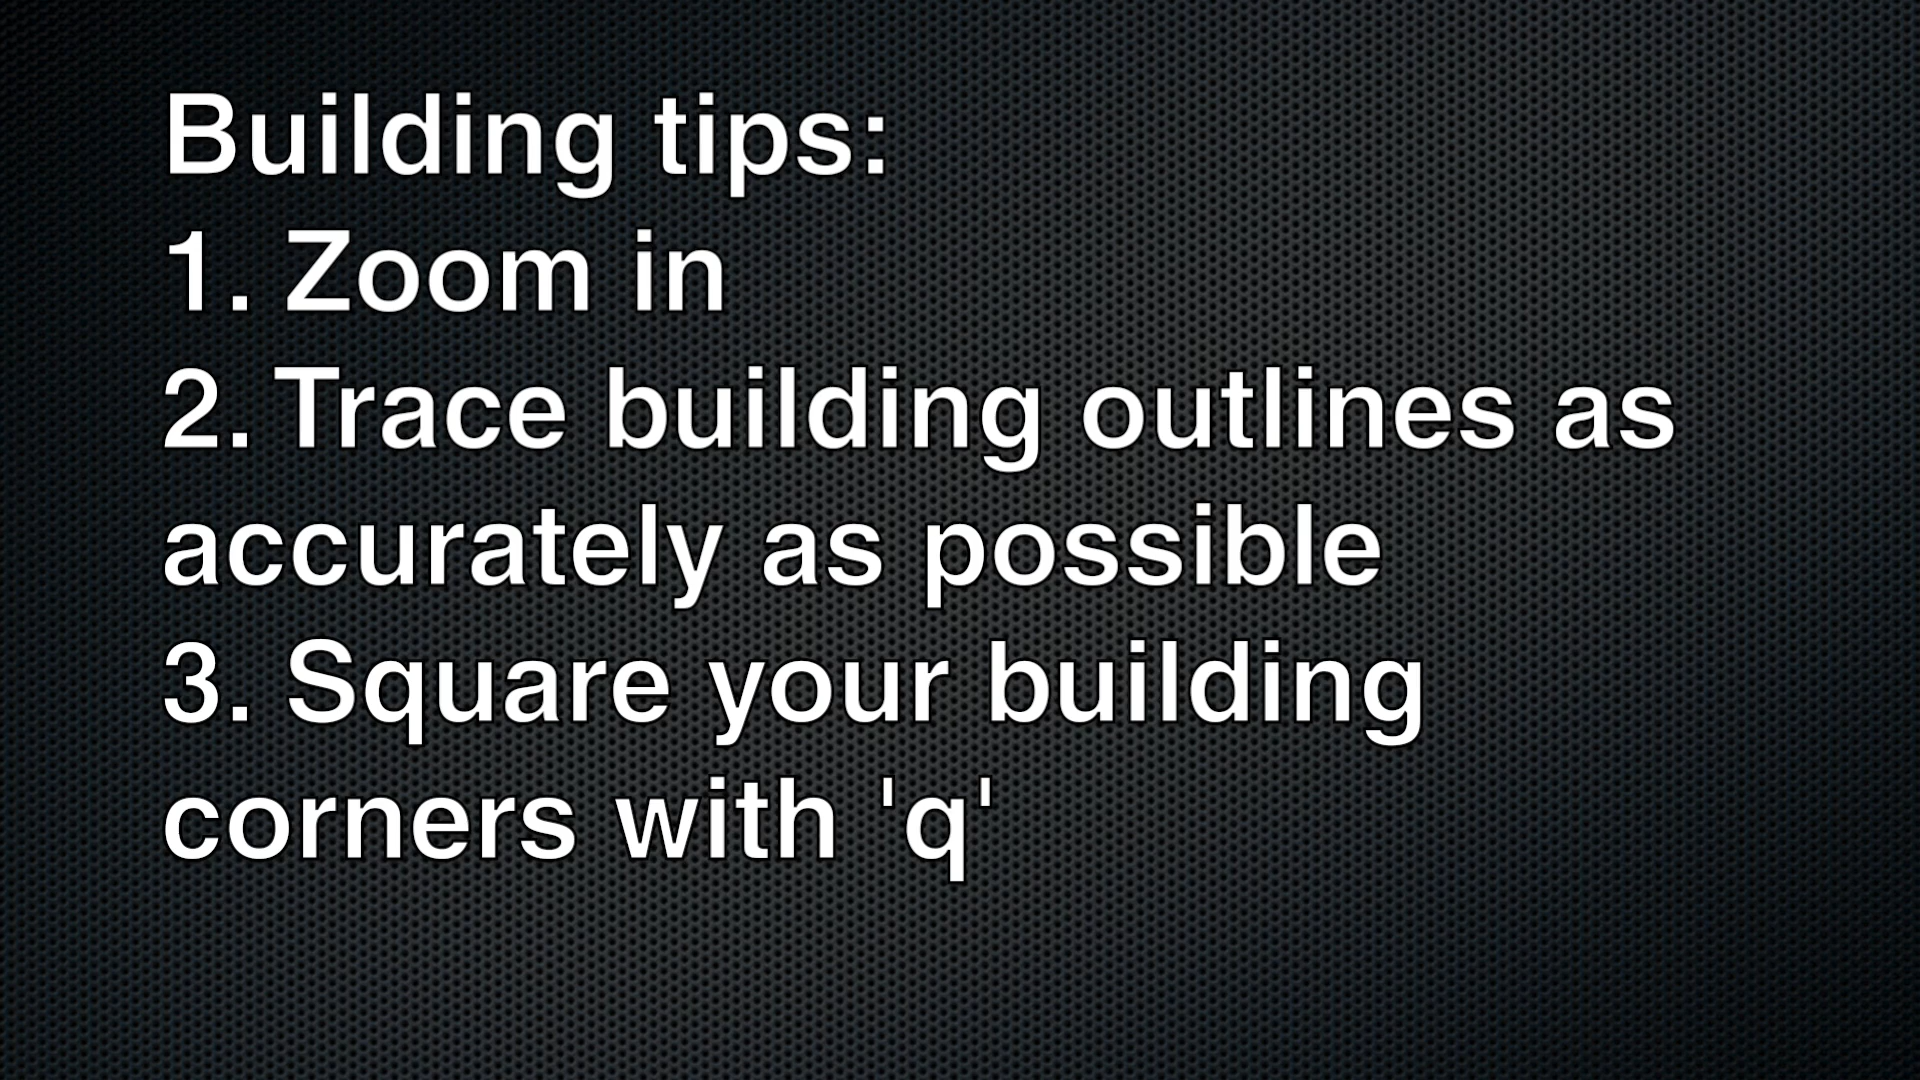 Building tips:
1. Zoom in
2. Trace building outlines as
accurately as possible
3. Square your building
corners with 'q'